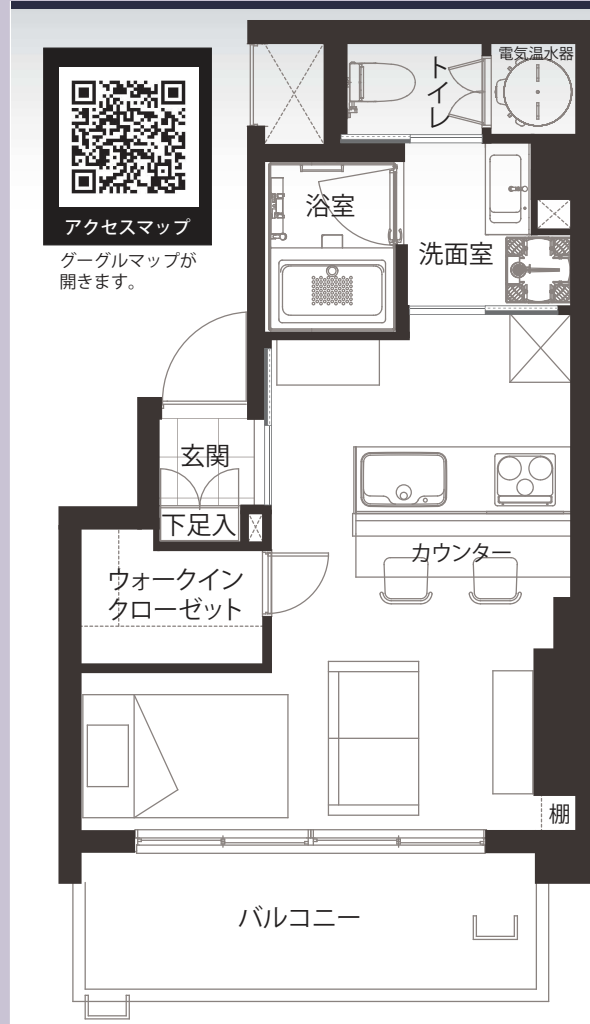 電気温水器
トイレ
浴室
アクセスマップ
洗面室
グーグルマップが
開きます。
玄関
下足入
カウンター
ウォークイン
クローゼット
棚
バルコニー